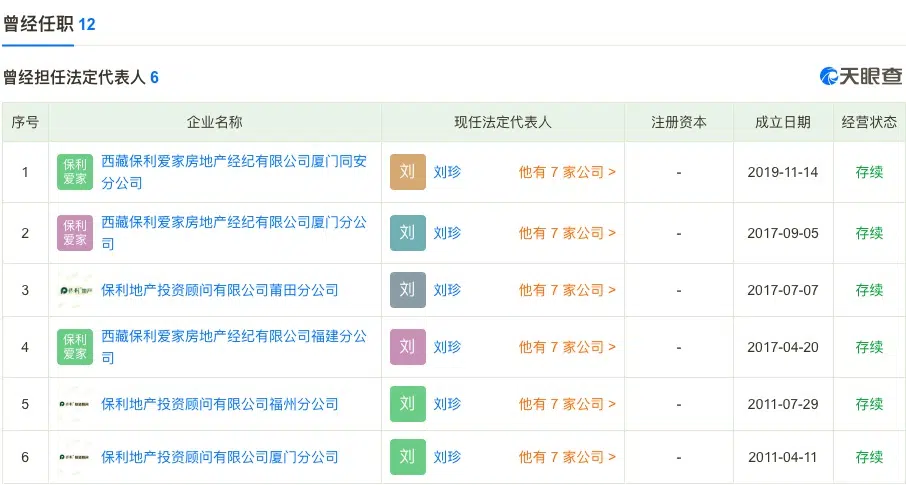 曾经任职 12
曾经担任法定代表人 6
天眼查
序号 企业名称 现任法定代表人 注册资本 成立日期 经营状态
1 保利 爱家 西藏保利爱家房地产经纪有限公司厦门同安 刘 刘珍 他有 7 家公司 > - 2019-11-14 存续
分公司
2 保利 爱家 西藏保利爱家房地产经纪有限公司厦门分公 刘 刘珍 他有 7 家公司 > - 2017-09-05 存续
司
3 保利地产投资顾问有限公司莆田分公司 刘 刘珍 他有 7 家公司 > - 2017-07-07 存续
4 保利 爱家 西藏保利爱家房地产经纪有限公司福建分公 刘 刘珍 他有 7 家公司 > - 2017-04-20 存续
司
5 保利地产投资顾问有限公司福州分公司 刘 刘珍 他有 7 家公司 > - 2011-07-29 存续
6 保利地产投资顾问有限公司厦门分公司 刘 刘珍 他有 7 家公司 > - 2011-04-11 存续